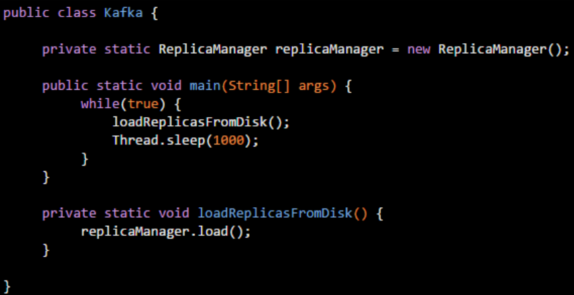 public class Kafka {
private static ReplicaManager replicaManager = new ReplicaManager();
public static void main(String[] args) {
while(true) {
loadReplicasFromDisk();
Thread.sleep(1000);
}
}
private static void loadReplicasFromDisk() {
replicaManager.load();
}
}